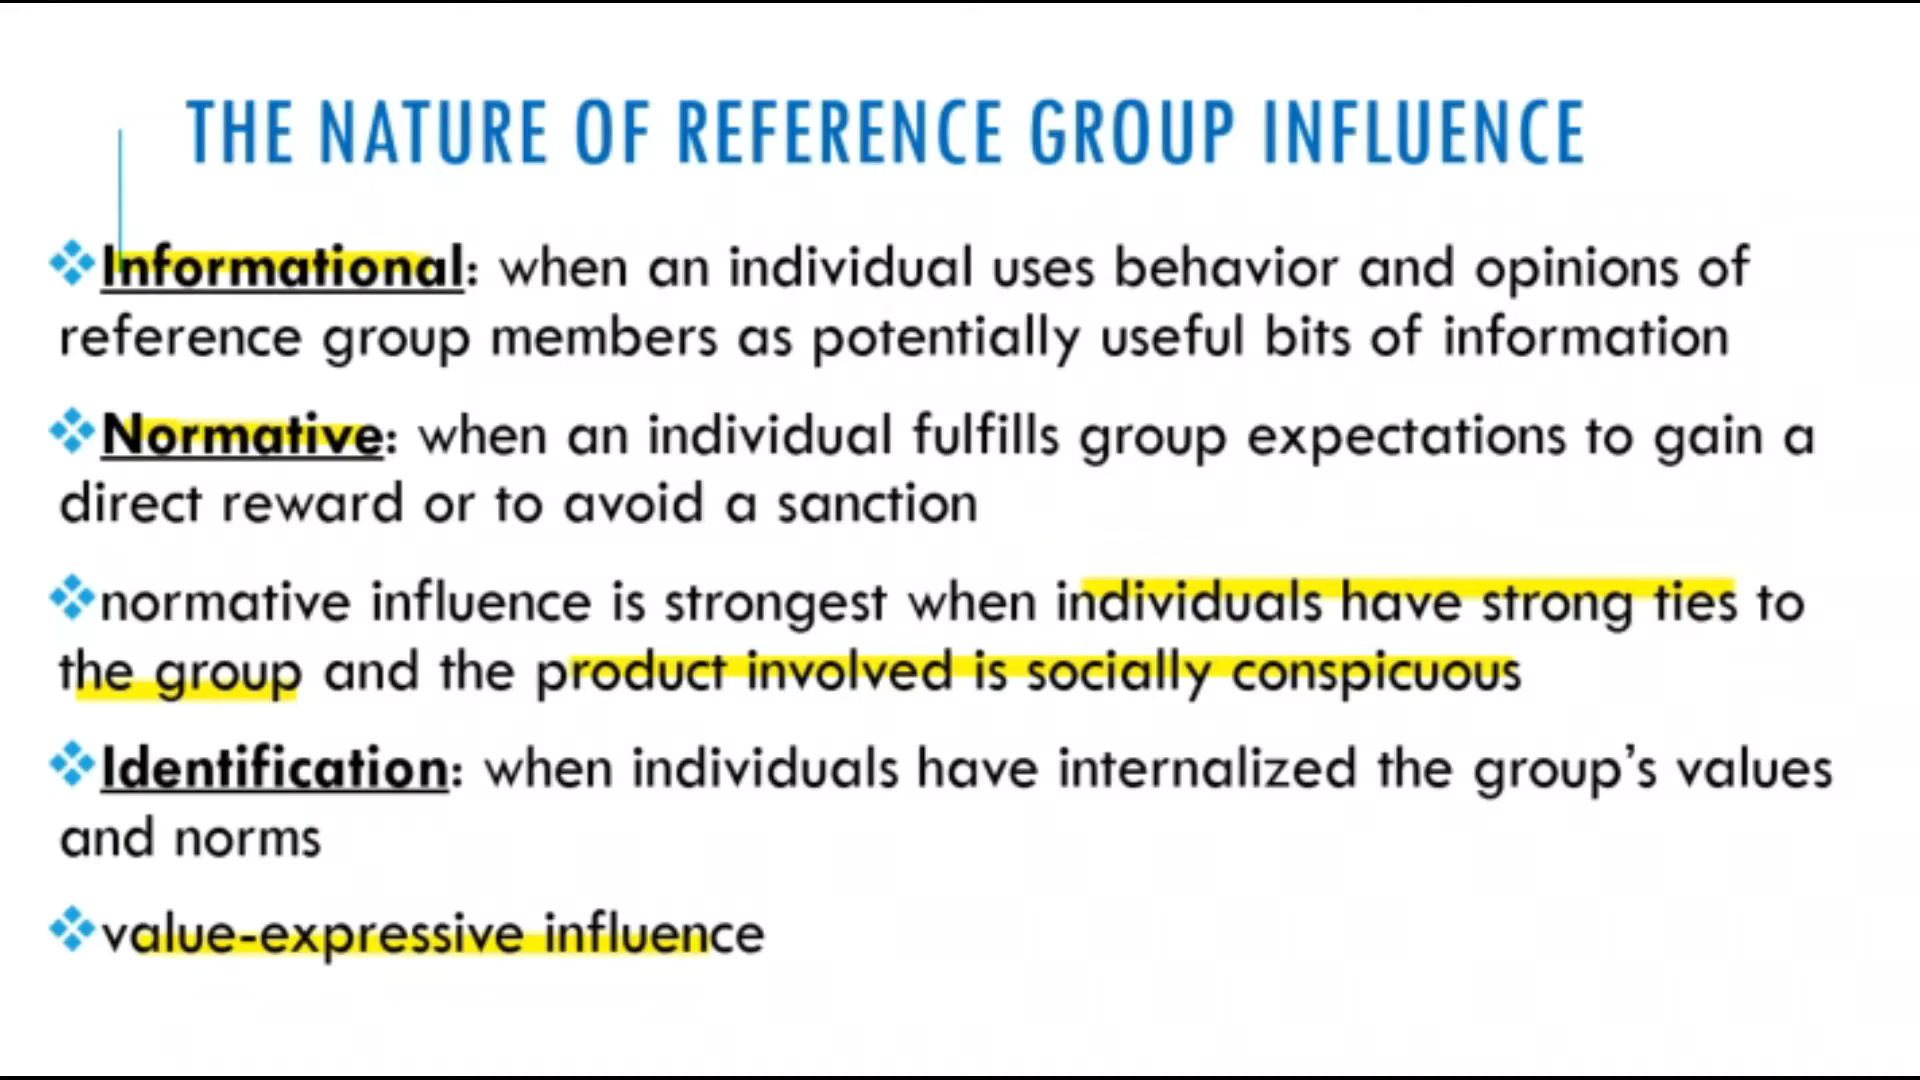 THE NATURE OF REFERENCE GROUP INFLUENCE
Informational: when an individual uses behavior and opinions of
reference group members as potentially useful bits of information
Normative: when an individual fulfills group expectations to gain a
direct reward or to avoid a sanction
normative influence is strongest when individuals have strong ties to
the group and the product involved is socially conspicuous
Identification: when individuals have internalized the group's values
and norms
value-expressive influence